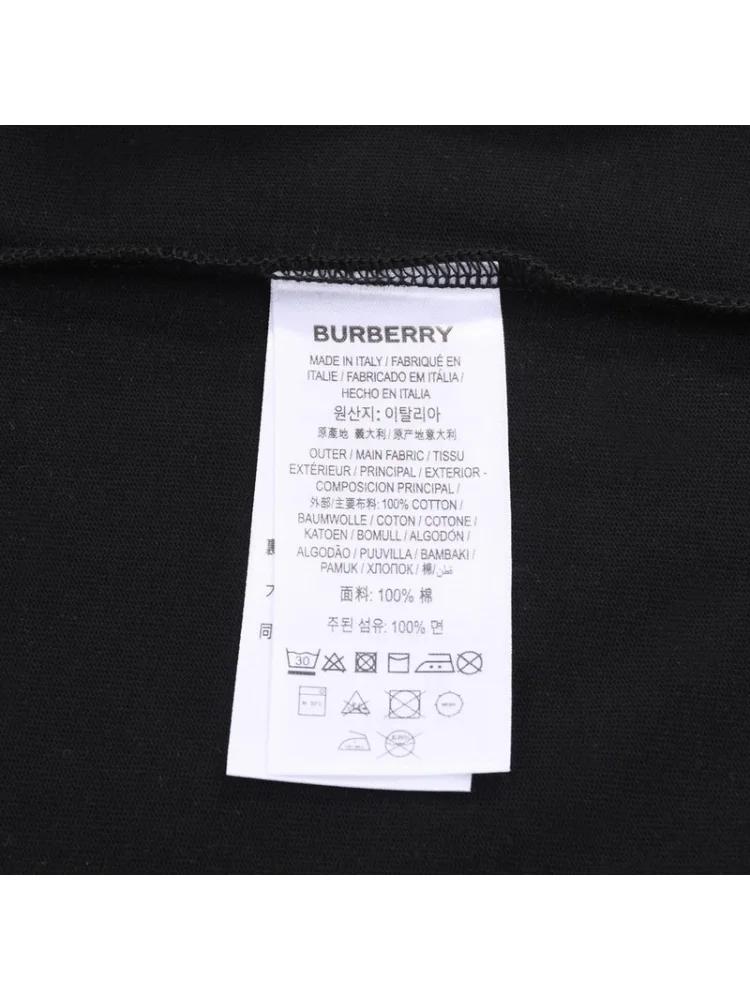 BURBERRY
MADE IN ITALY / FABRIQUÉ EN
ITALIE / FABRICADO EM ITÁLIA /
HECHO EN ITALIA
원산지: 이탈리아
原產地 義大利 / 原产地意大利
OUTER / MAIN FABRIC / TISSU
EXTÉRIEUR / PRINCIPAL / EXTERIOR -
COMPOSICION PRINCIPAL /
外部/主要布料: 100% COTTON /
BAUMWOLLE / COTON / COTONE /
KATOEN / BOMULL / ALGODÓN /
ALGODÃO / PUUVILLA / BAMBAKI /
PAMUK / ХЛОПОК / 棉/ قطن
面料: 100% 棉
주된 섬유: 100% 면
30
裏
同